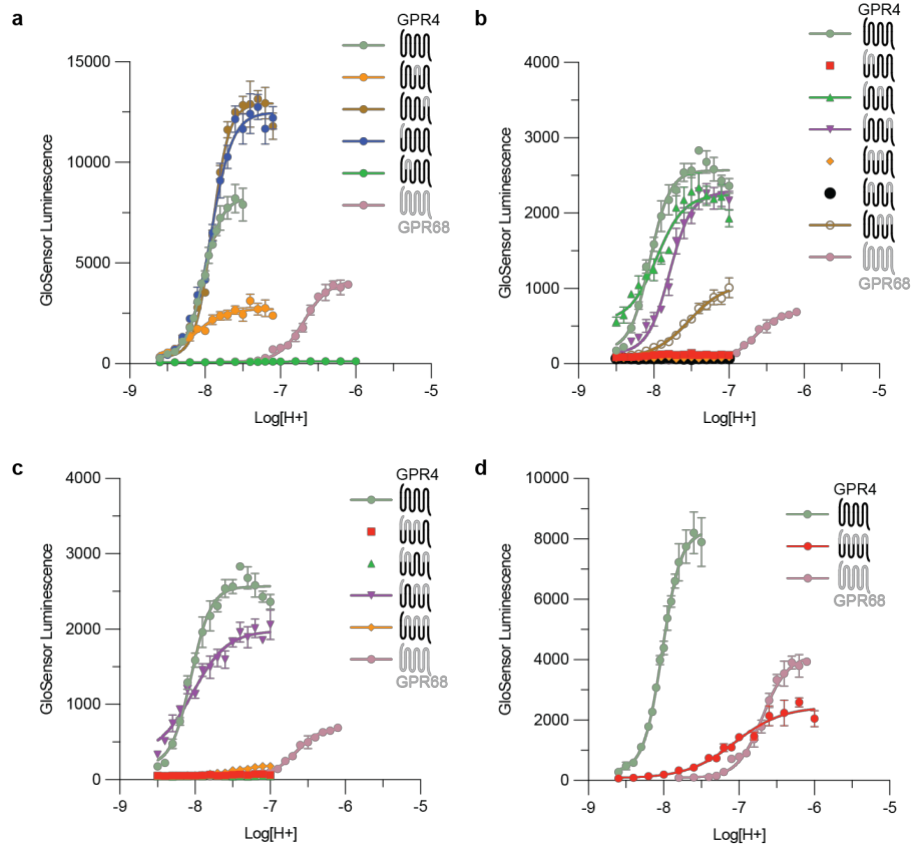 a
GPR4
GPR68
GloSensor Luminescence
15000
10000
5000
0
-9
-8
-7
-6
-5
Log[H+]
b
GPR4
GPR68
GloSensor Luminescence
4000
3000
2000
1000
0
-9
-8
-7
-6
-5
Log[H+]
c
GPR4
GPR68
GloSensor Luminescence
4000
3000
2000
1000
0
-9
-8
-7
-6
-5
Log[H+]
d
GPR4
GPR68
GloSensor Luminescence
10000
8000
6000
4000
2000
0
-9
-8
-7
-6
-5
Log[H+]